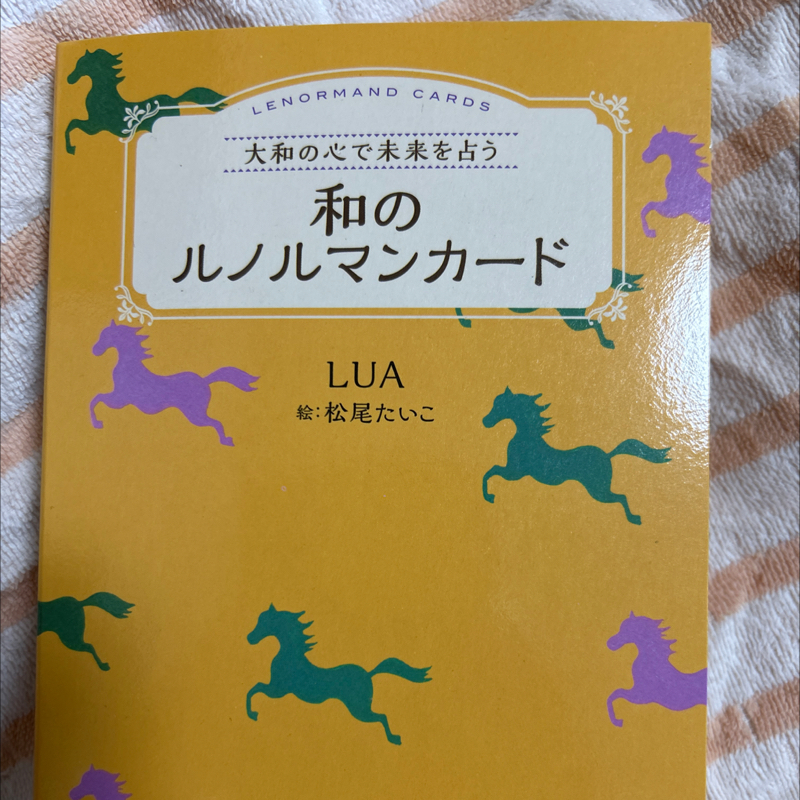 LENORMAND CARDS
大和の心で未来を占う
和の
ルノルマンカード
LUA
絵:松尾たいこ